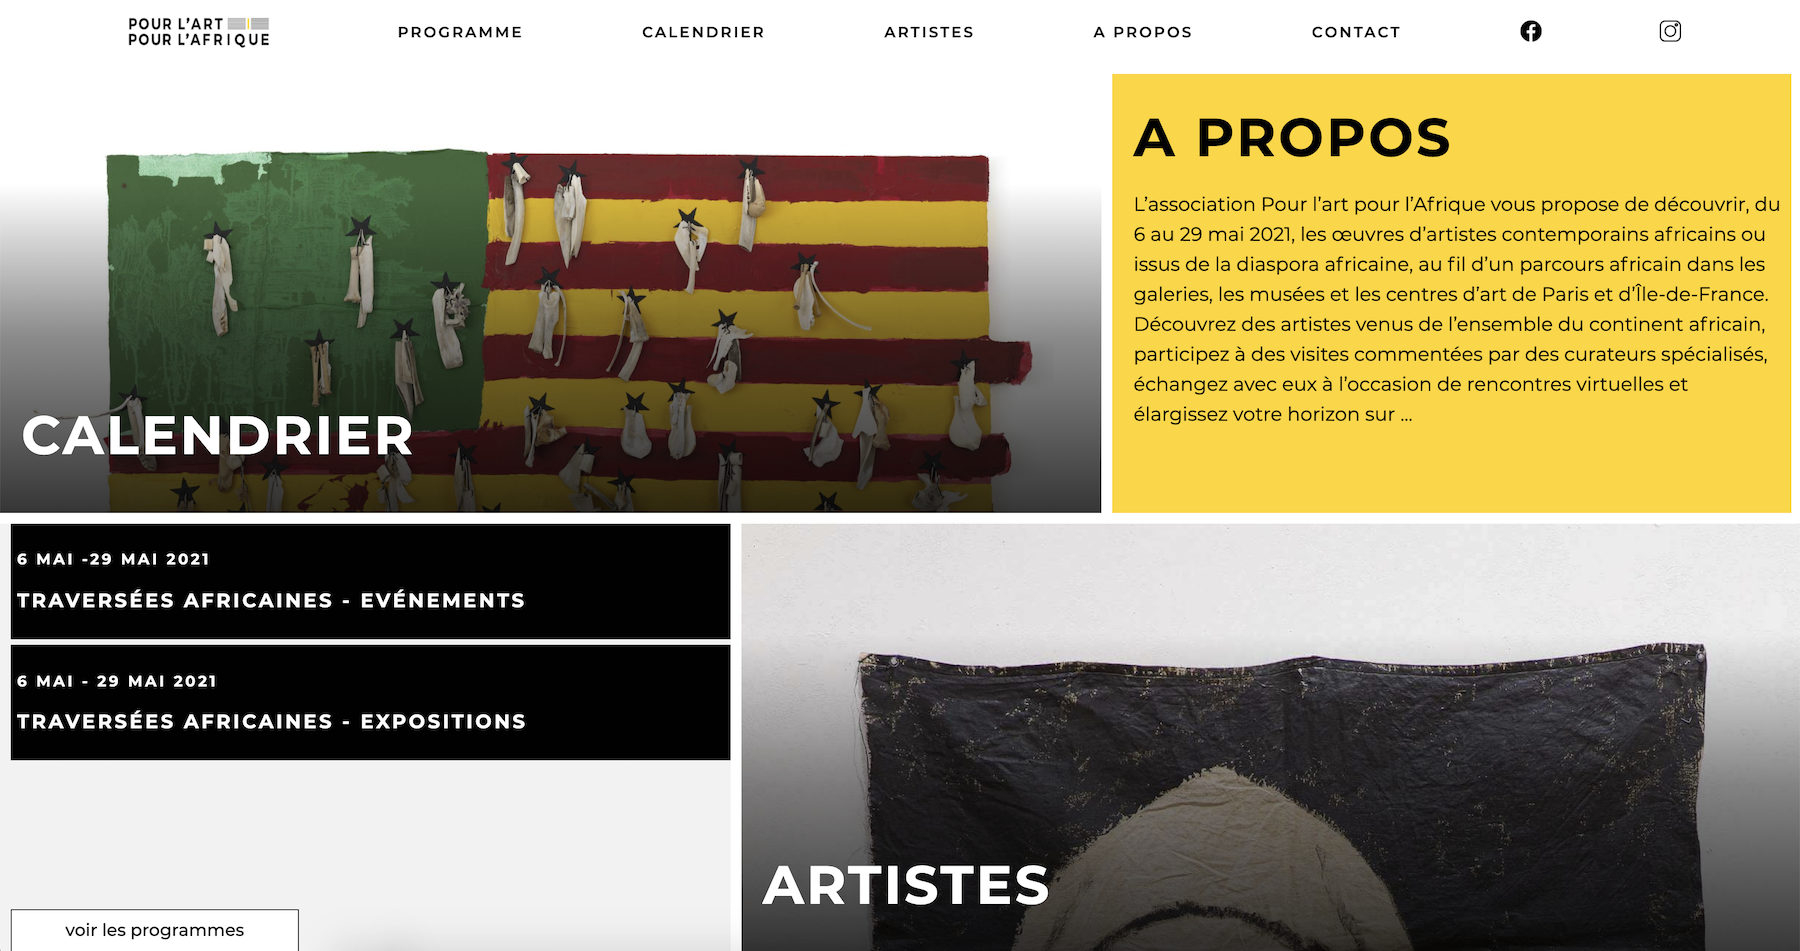 POUR L'ART
POUR L'AFRIQUE
PROGRAMME
CALENDRIER
ARTISTES
A PROPOS
CONTACT
CALENDRIER
A PROPOS
L’association Pour l’art pour l’Afrique vous propose de découvrir, du
6 au 29 mai 2021, les œuvres d’artistes contemporains africains ou
issus de la diaspora africaine, au fil d’un parcours africain dans les
galeries, les musées et les centres d’art de Paris et d’Île-de-France.
Découvrez des artistes venus de l’ensemble du continent africain,
participez à des visites commentées par des curateurs spécialisés,
échangez avec eux à l’occasion de rencontres virtuelles et
élargissez votre horizon sur ...
6 MAI -29 MAI 2021
TRAVERSÉES AFRICAINES - EVÉNEMENTS
6 MAI - 29 MAI 2021
TRAVERSÉES AFRICAINES - EXPOSITIONS
voir les programmes
ARTISTES